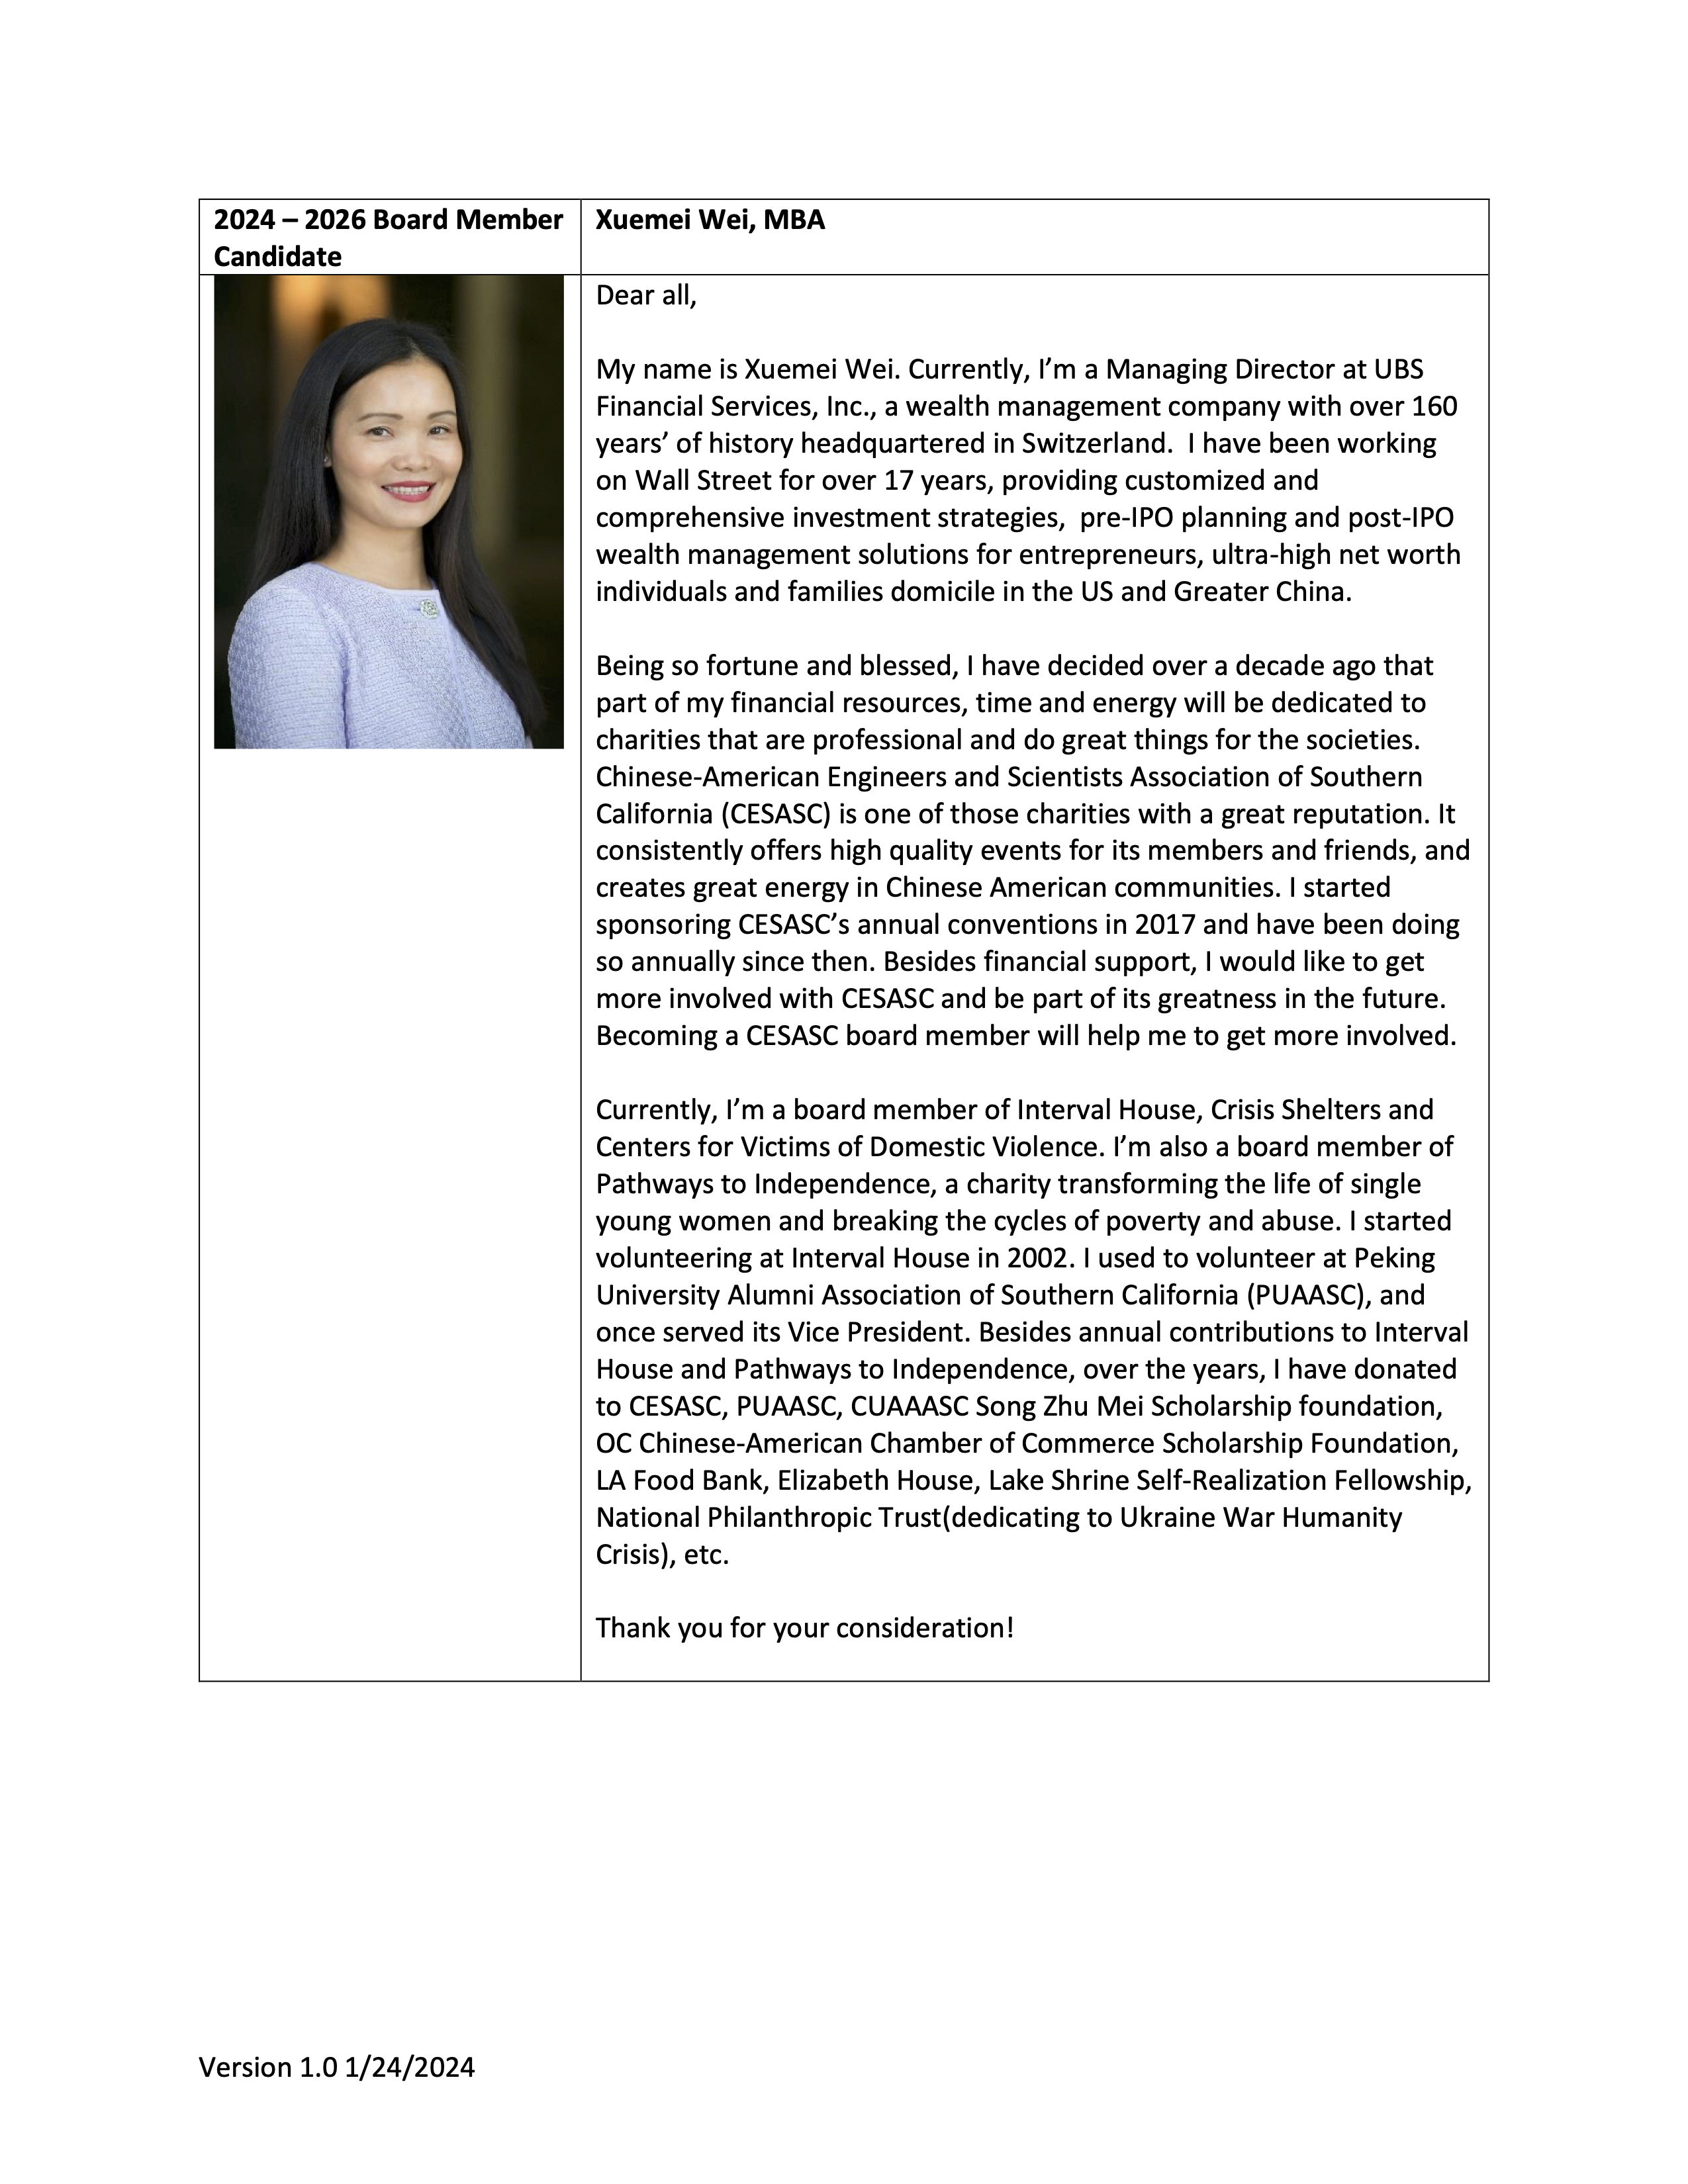 2024 – 2026 Board Member
Candidate
Xuemei Wei, MBA
Dear all,
My name is Xuemei Wei. Currently, I’m a Managing Director at UBS
Financial Services, Inc., a wealth management company with over 160
years’ of history headquartered in Switzerland.  I have been working
on Wall Street for over 17 years, providing customized and
comprehensive investment strategies,  pre-IPO planning and post-IPO
wealth management solutions for entrepreneurs, ultra-high net worth
individuals and families domicile in the US and Greater China.
Being so fortune and blessed, I have decided over a decade ago that
part of my financial resources, time and energy will be dedicated to
charities that are professional and do great things for the societies.
Chinese-American Engineers and Scientists Association of Southern
California (CESASC) is one of those charities with a great reputation. It
consistently offers high quality events for its members and friends, and
creates great energy in Chinese American communities. I started
sponsoring CESASC’s annual conventions in 2017 and have been doing
so annually since then. Besides financial support, I would like to get
more involved with CESASC and be part of its greatness in the future.
Becoming a CESASC board member will help me to get more involved.
Currently, I’m a board member of Interval House, Crisis Shelters and
Centers for Victims of Domestic Violence. I’m also a board member of
Pathways to Independence, a charity transforming the life of single
young women and breaking the cycles of poverty and abuse. I started
volunteering at Interval House in 2002. I used to volunteer at Peking
University Alumni Association of Southern California (PUAASC), and
once served its Vice President. Besides annual contributions to Interval
House and Pathways to Independence, over the years, I have donated
to CESASC, PUAASC, CUAAASC Song Zhu Mei Scholarship foundation,
OC Chinese-American Chamber of Commerce Scholarship Foundation,
LA Food Bank, Elizabeth House, Lake Shrine Self-Realization Fellowship,
National Philanthropic Trust(dedicating to Ukraine War Humanity
Crisis), etc.
Thank you for your consideration!
Version 1.0 1/24/2024